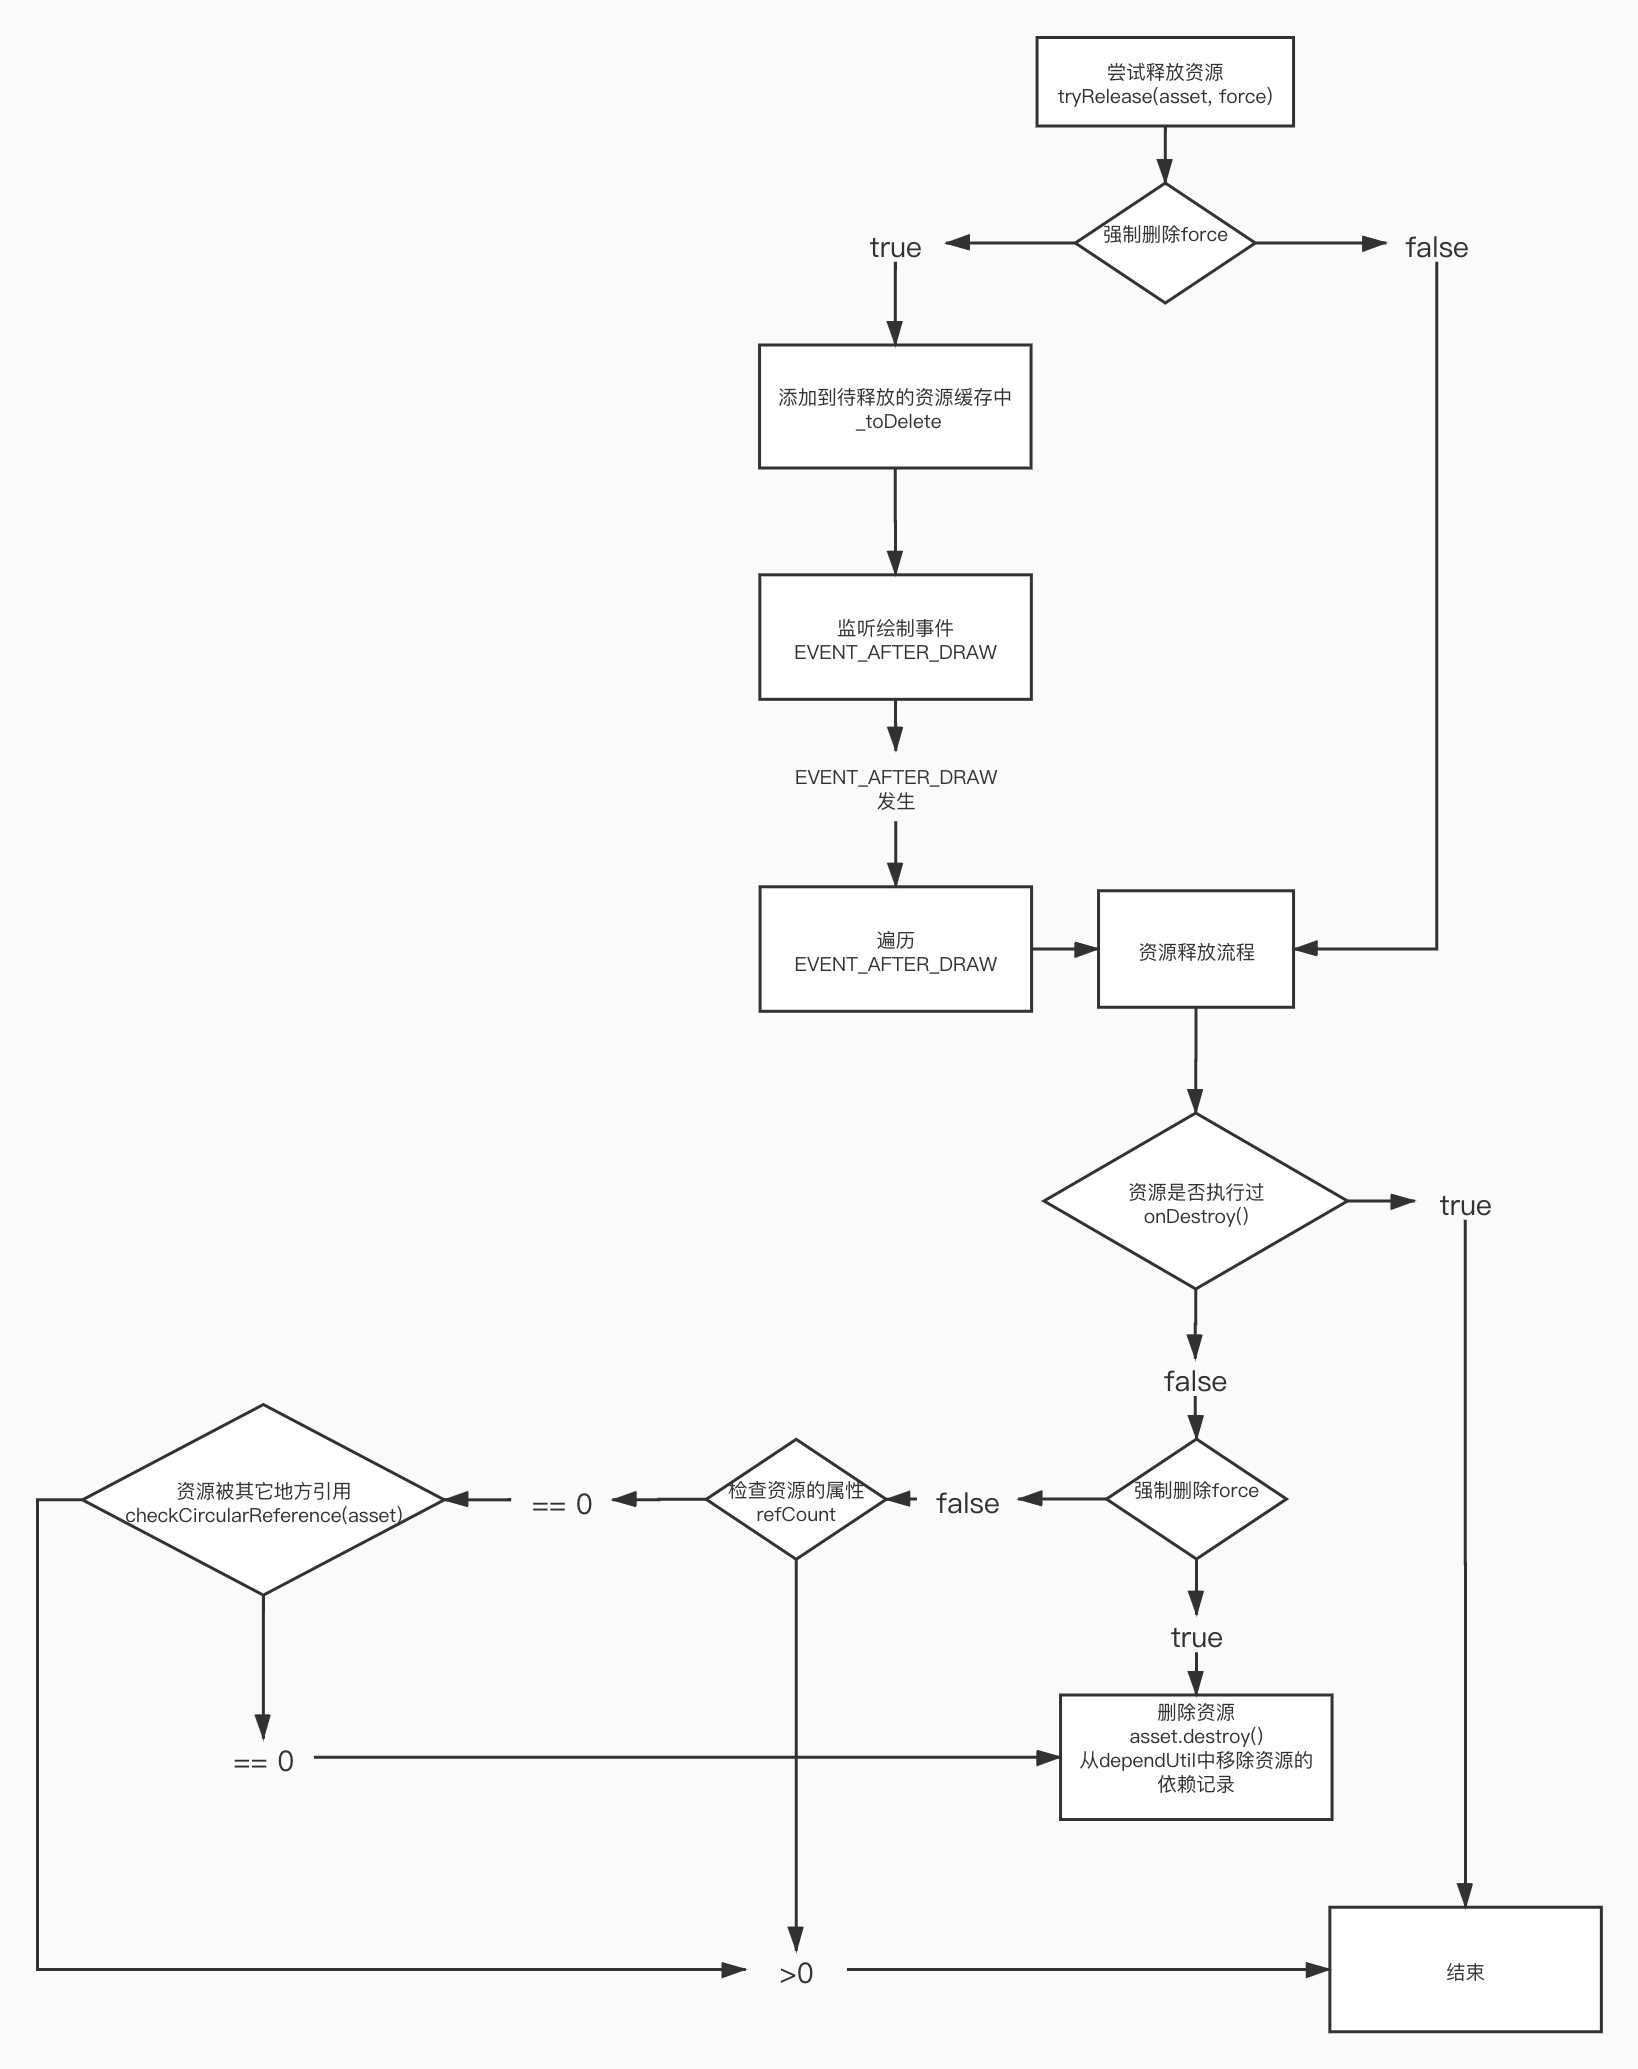 尝试释放资源
tryRelease(asset, force)
强制删除force
true
false
添加到待释放的资源缓存中
_toDelete
监听绘制事件
EVENT_AFTER_DRAW
EVENT_AFTER_DRAW
发生
遍历
EVENT_AFTER_DRAW
资源释放流程
资源是否执行过
onDestroy()
true
false
资源被其它地方引用
checkCircularReference(asset)
== 0
检查资源的属性
refCount
false
强制删除force
true
== 0
删除资源
asset.destroy()
从dependUtil中移除资源的
依赖记录
>0
结束